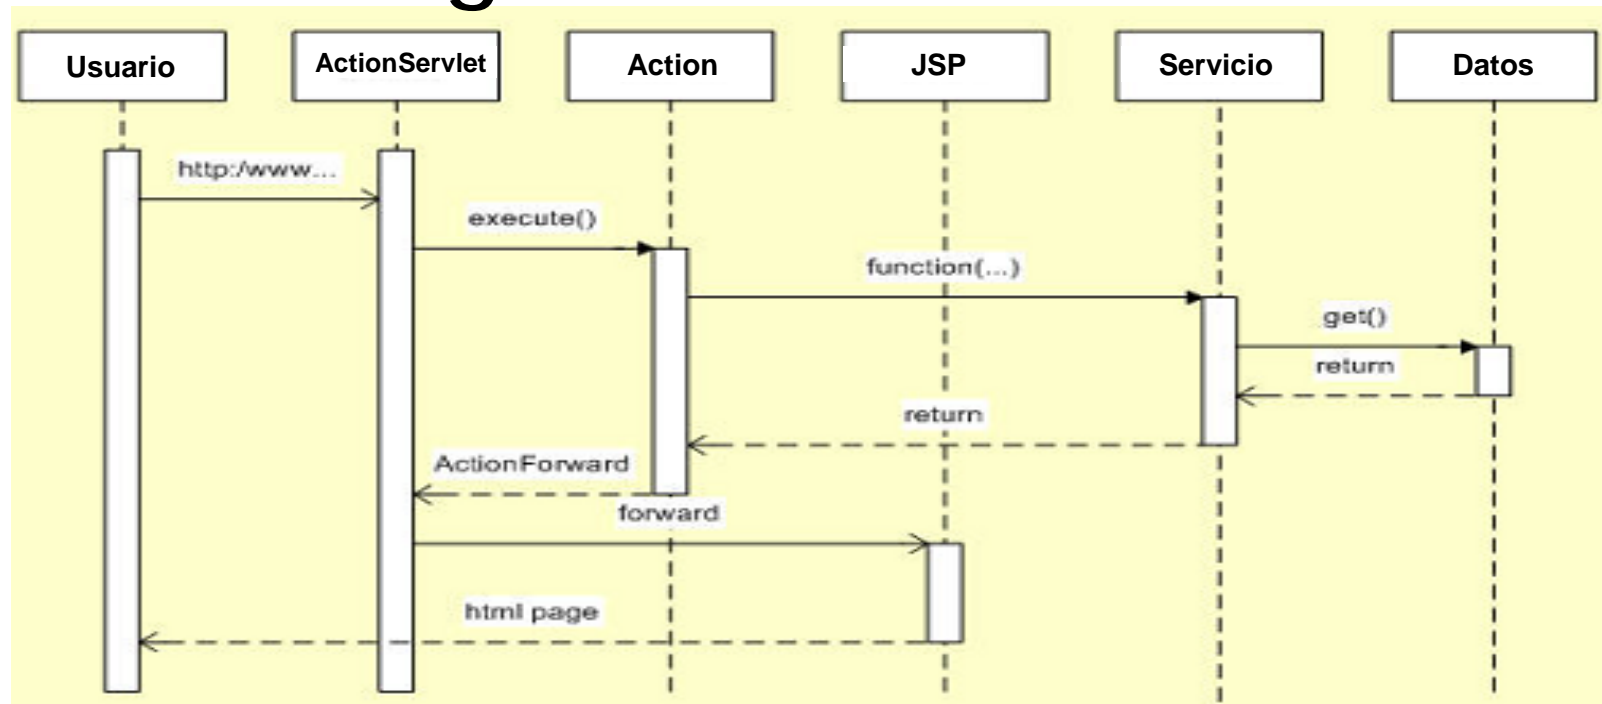 Usuario
ActionServlet
Action
JSP
Servicio
Datos
http:/www...
execute()
function(...)
get()
return
return
ActionForward
forward
html page